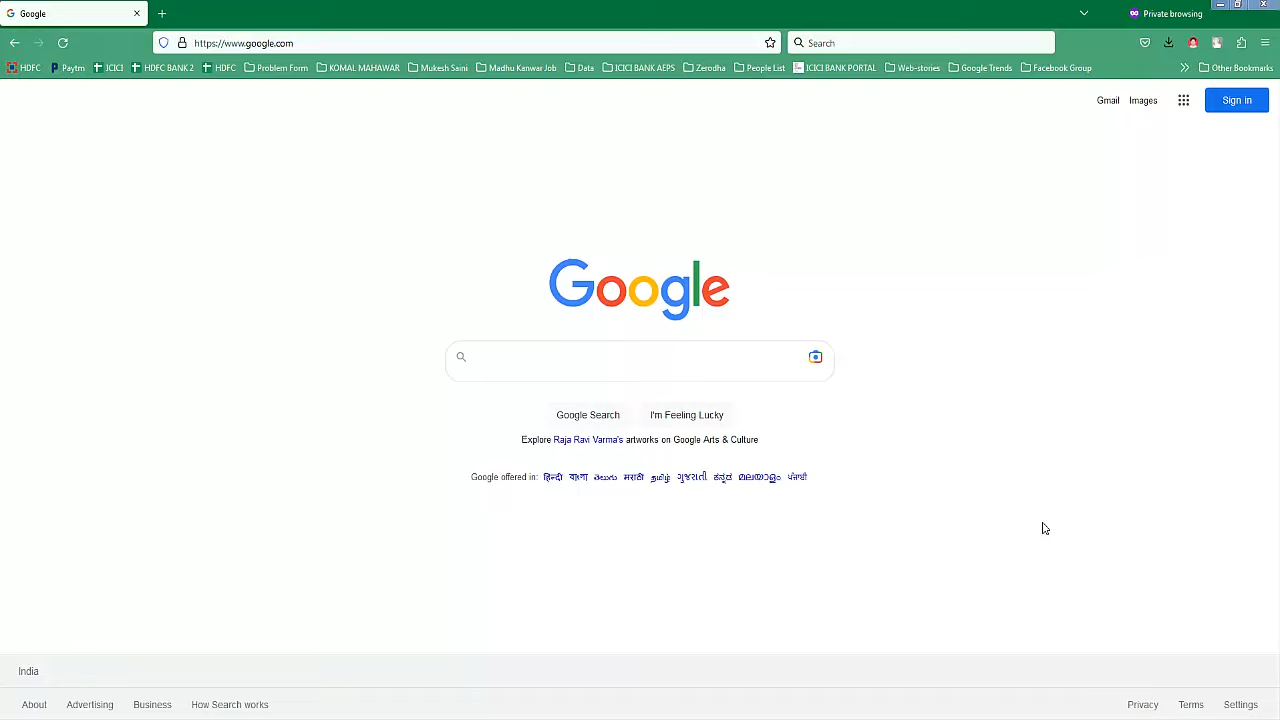 Google
Private browsing
https://www.google.com
Search
HDFC Paytm ICICI HDFC BANK 2 HDFC Problem Form KOMAL MAHAWAR Mukesh Saini Madhu Kanwar Job Data ICICI BANK AEPS Zerodha People List ICICI BANK PORTAL Web-stories Google Trends Facebook Group Other Bookmarks
Gmail Images Sign in
Google
Google Search I'm Feeling Lucky
Explore Raja Ravi Varma's artworks on Google Arts & Culture
Google offered in: हिन्दी বাংলা తెలుగు मराठी தமிழ் ગુજરાતી ಕನ್ನಡ മലയാളം ਪੰਜਾਬੀ
India
About Advertising Business How Search works Privacy Terms Settings